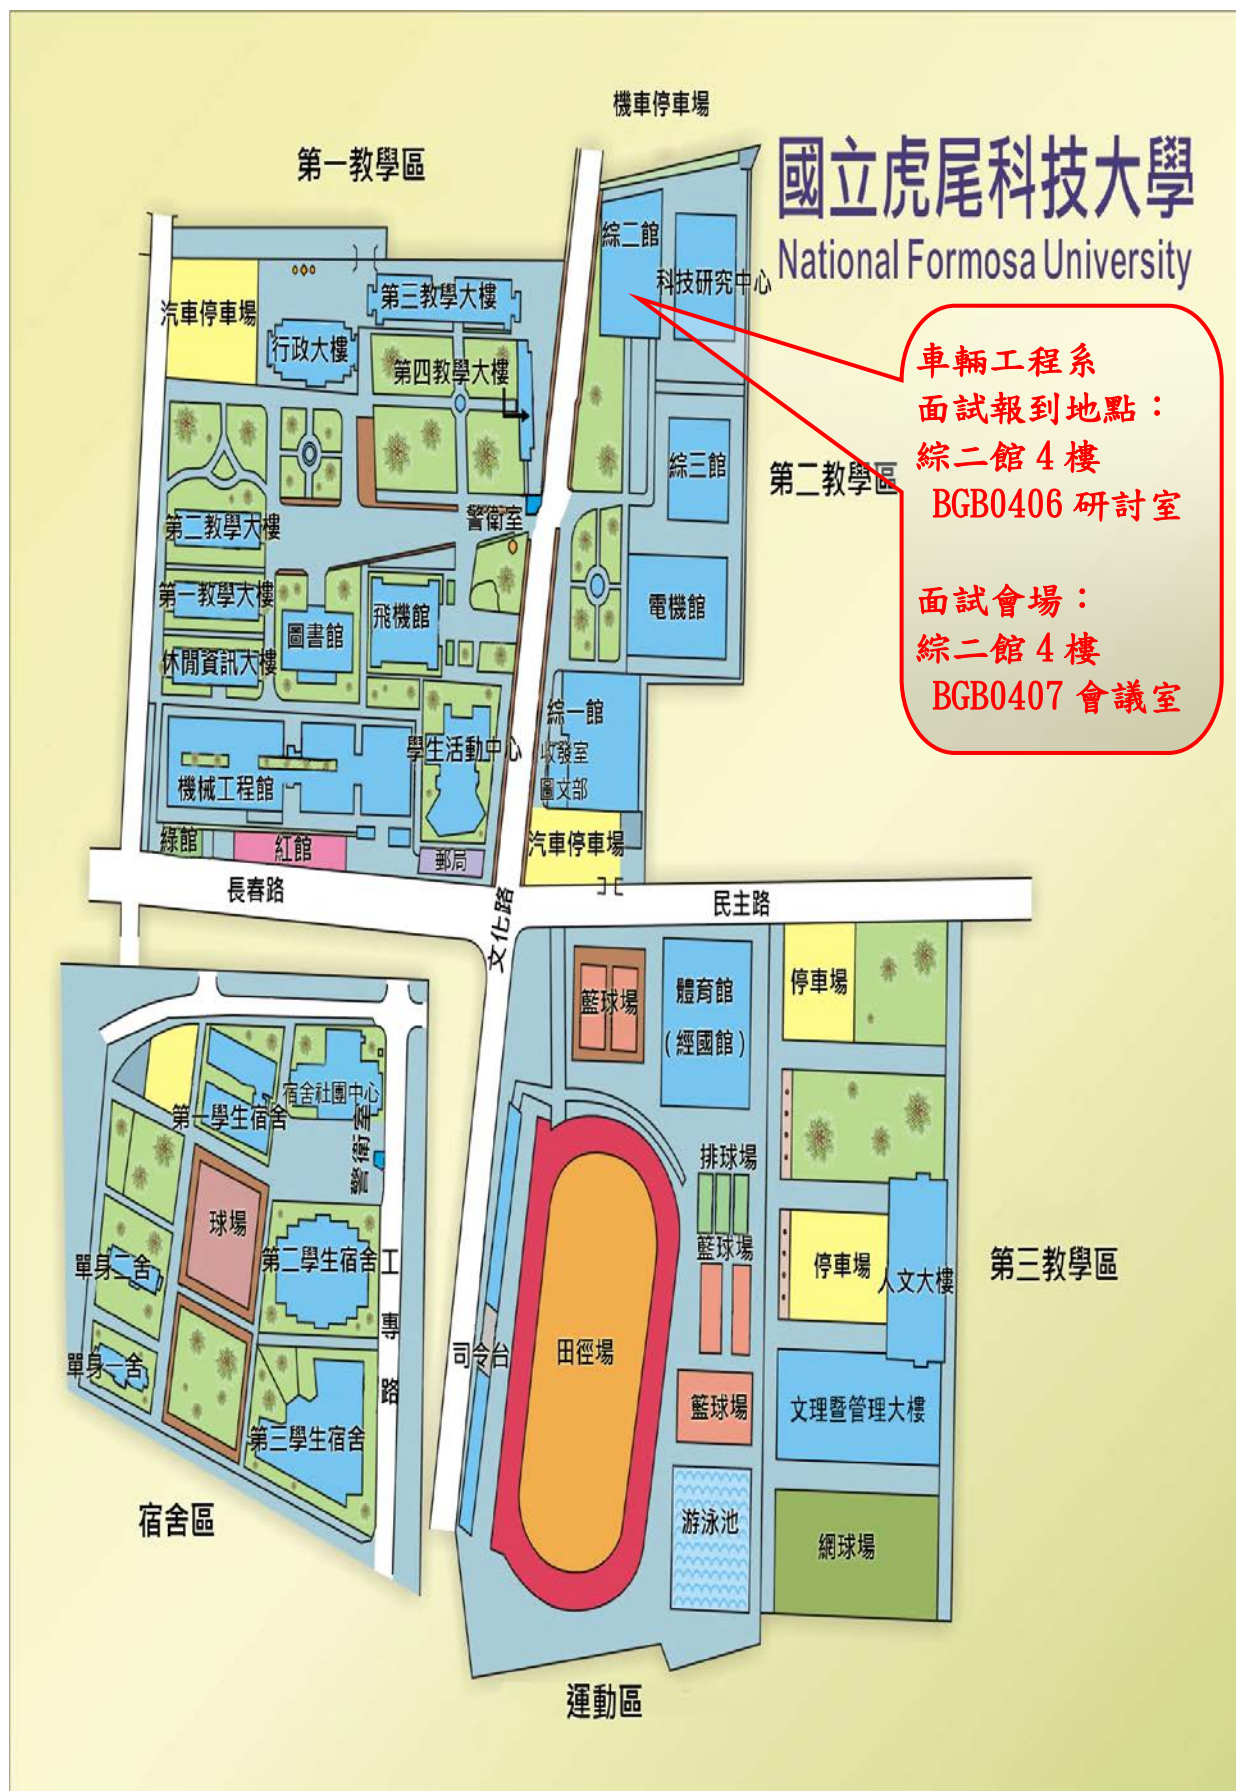 機車停車場
第一教學區
國立虎尾科技大學
National Formosa University
綜二館
科技研究中心
汽車停車場
第三教學大樓
行政大樓
第四教學大樓
車輛工程系
面試報到地點：
綜二館 4 樓
BGB0406 研討室
面試會場：
綜二館 4 樓
BGB0407 會議室
綜三館
第二教學區
警衛室
第二教學大樓
第一教學大樓
圖書館
飛機館
電機館
休閒資訊大樓
綜一館
收發室
圖文部
學生活動中心
機械工程館
綠館
紅館
郵局
汽車停車場
長春路
文化路
民主路
籃球場
體育館
(經國館)
停車場
宿舍社團中心
第一學生宿舍
警衛室
排球場
球場
籃球場
第二學生宿舍
單身二舍
工專路
停車場
人文大樓
第三教學區
司令台
田徑場
單身一舍
籃球場
文理暨管理大樓
第三學生宿舍
宿舍區
游泳池
網球場
運動區